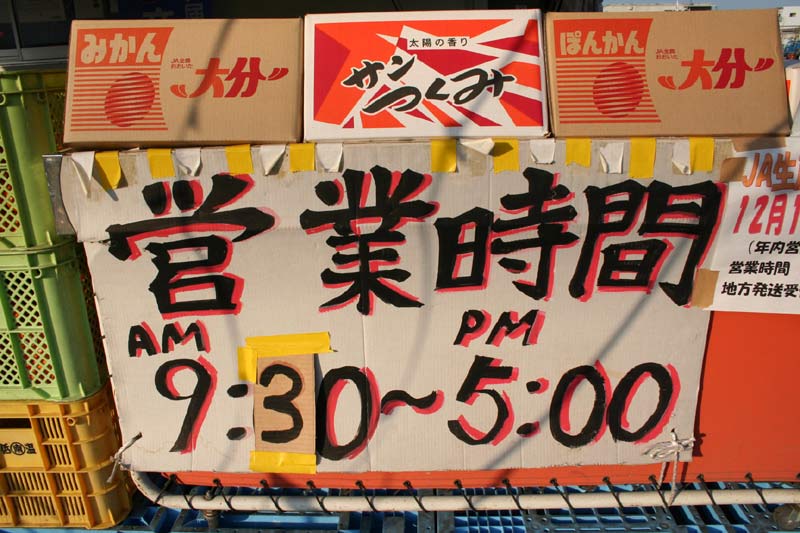 みかん
JA全農
おおいた
大分
太陽の香り
サン
つくみ
ぽんかん
JA全農
おおいた
大分
営業時間
AM PM
9:30~5:00
JA生
12月1
(年内営
営業時間
地方発送受